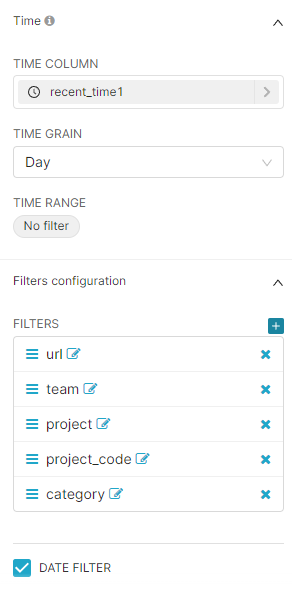 Time
TIME COLUMN
recent_time1
TIME GRAIN
Day
TIME RANGE
No filter
Filters configuration
FILTERS
url
team
project
project_code
category
DATE FILTER